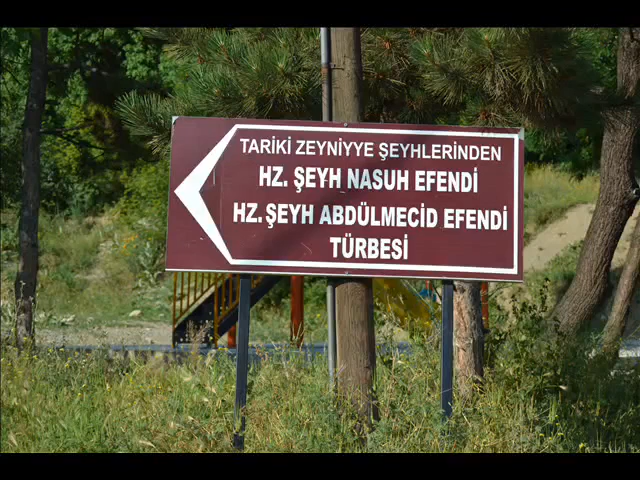 TARİKİ ZEYNİYYE ŞEYHLERİNDEN
HZ. ŞEYH NASUH EFENDİ
HZ. ŞEYH ABDÜLMECİD EFENDİ
TÜRBESİ